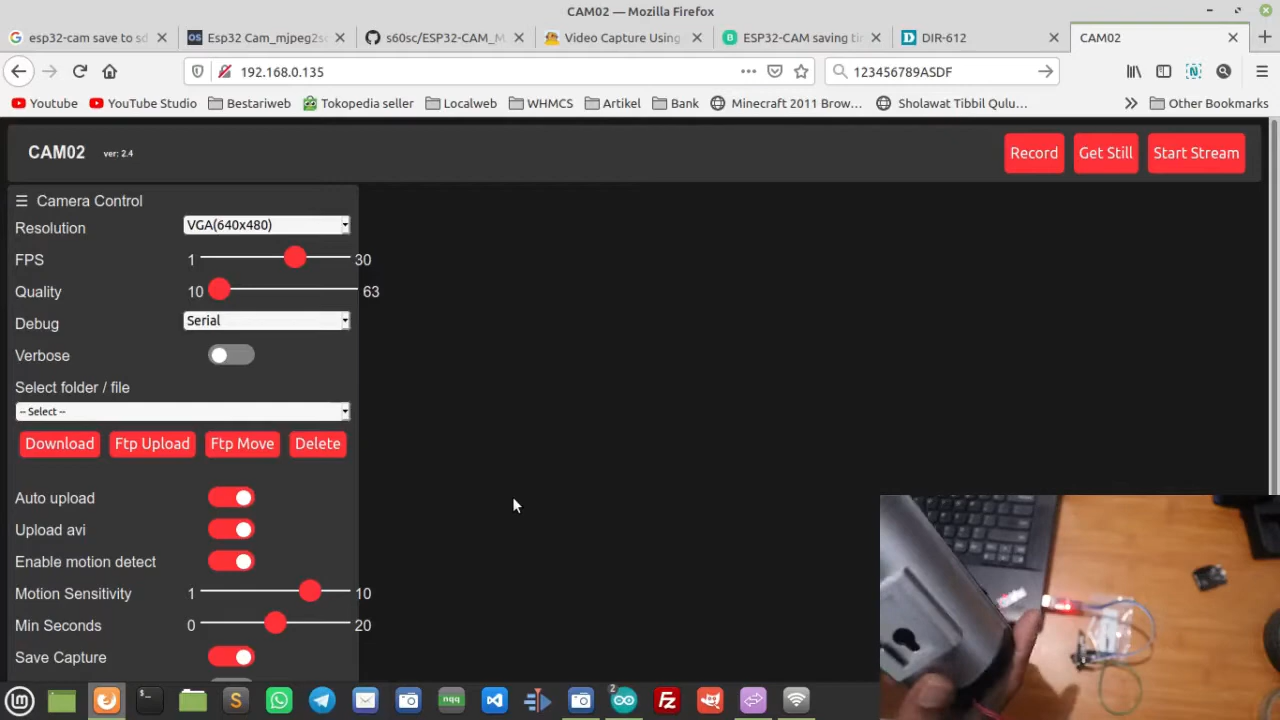 CAM02 - Mozilla Firefox
esp32-cam save to sd
Esp32 Cam_mjpeg2s
s60sc/ESP32-CAM_M
Video Capture Using
ESP32-CAM saving ti
DIR-612
CAM02
192.168.0.135
123456789ASDF
Youtube
YouTube Studio
Bestariweb
Tokopedia seller
Localweb
WHMCS
Artikel
Bank
Minecraft 2011 Brow...
Sholawat Tibbil Qulu...
Other Bookmarks
CAM02 ver: 2.4
Record
Get Still
Start Stream
☰ Camera Control
Resolution VGA(640x480)
FPS 1 30
Quality 10 63
Debug Serial
Verbose
Select folder / file
-- Select --
Download
Ftp Upload
Ftp Move
Delete
Auto upload
Upload avi
Enable motion detect
Motion Sensitivity 1 10
Min Seconds 0 20
Save Capture
nqq
2